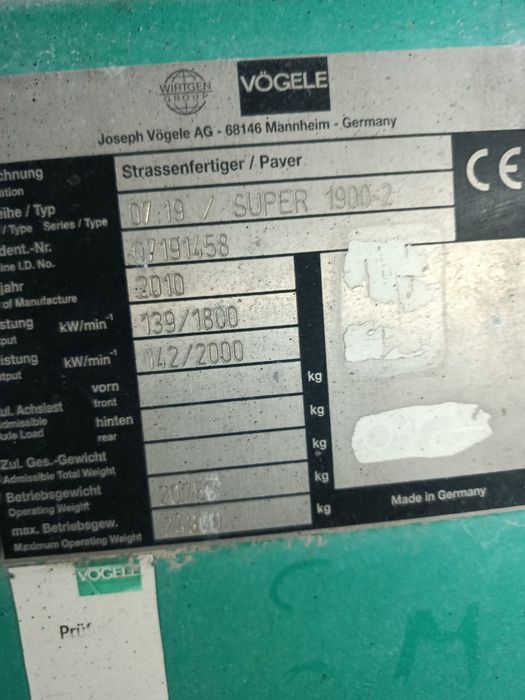 WIRTGEN
GROUP
VÖGELE
Joseph Vögele AG - 68146 Mannheim - Germany
chnung Strassenfertiger / Paver CE
ation
eihe / Typ 07.19 / SUPER 1900-2
/ Type Series / Type
dent.-Nr. 07191458
ine I.D. No.
jahr 2010
of Manufacture
stung kW/min⁻¹ 139/1800
tput
istung kW/min⁻¹ 142/2000
utput
vorn kg
ul. Achslast front
dmissible hinten kg
Axle Load rear
Zul. Ges.-Gewicht kg
Admissible Total Weight
Betriebsgewicht kg
Operating Weight
max. Betriebsgew. kg
Maximum Operating Weight
Made in Germany
VÖGELE
Prüf
M